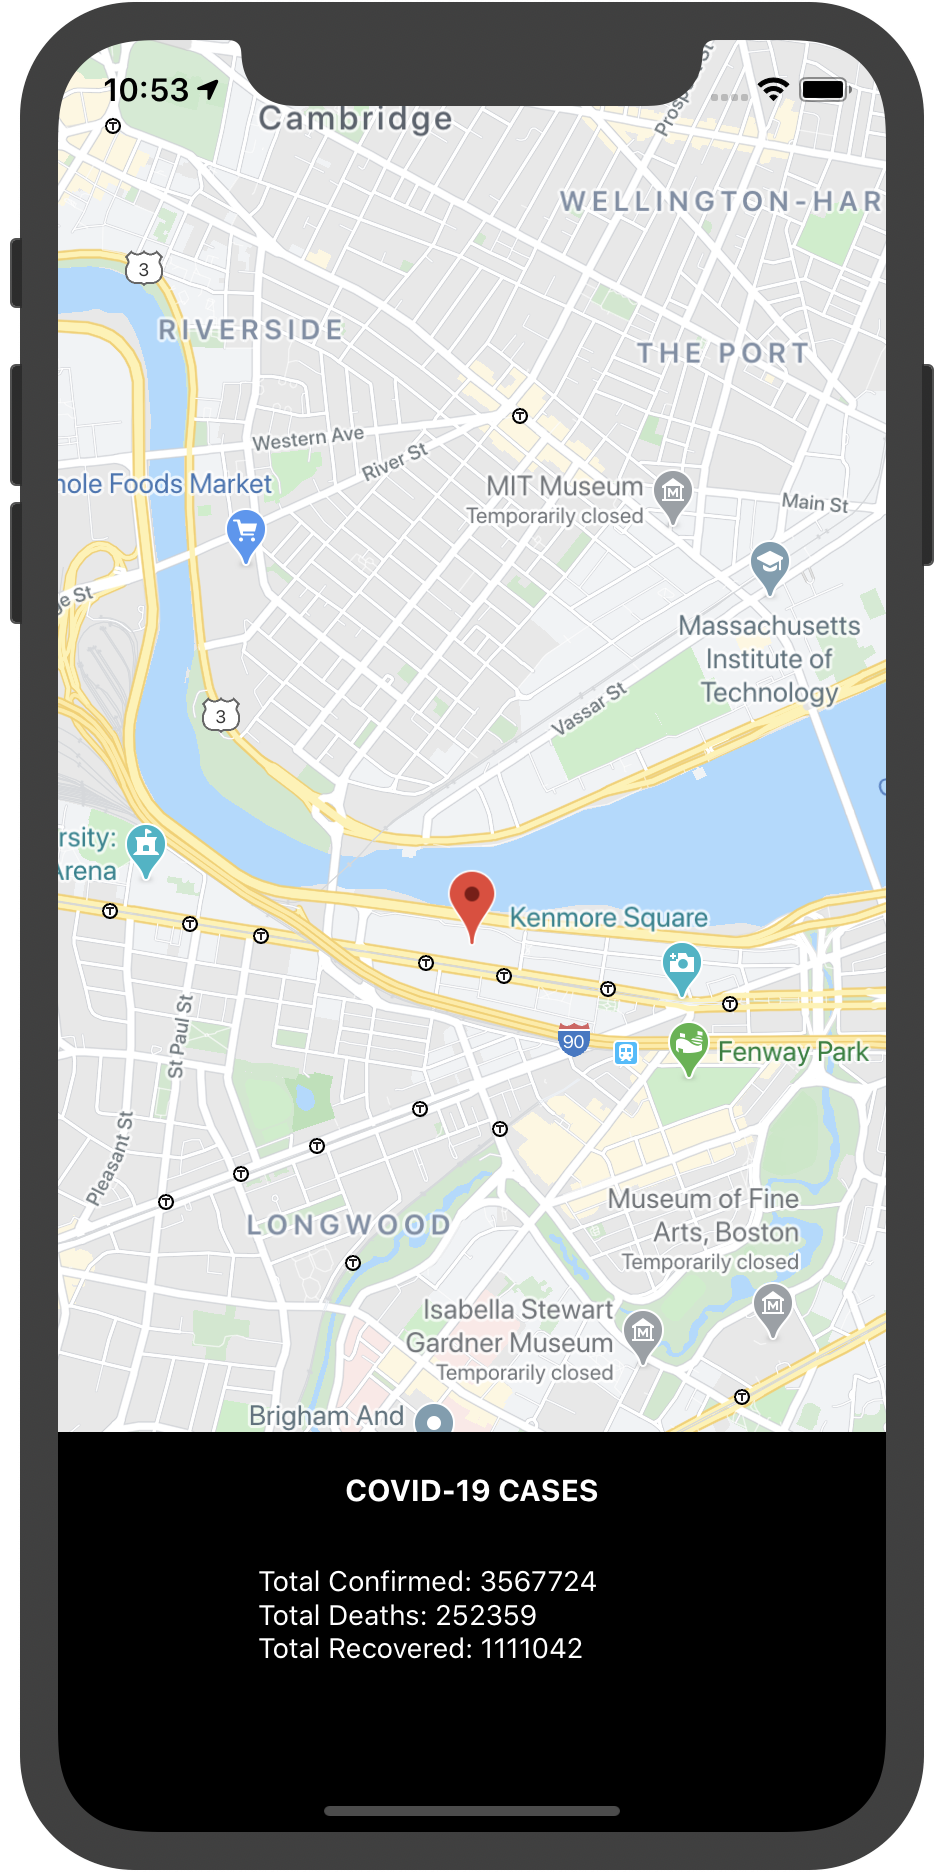 10:53
Cambridge
Prosp
St
WELLINGTON-HAR
3
RIVERSIDE
THE PORT
Western Ave
River St
hole Foods Market
MIT Museum
Temporarily closed
Main St
ge St
Massachusetts
Institute of
Technology
Vassar St
3
rsity:
Arena
Kenmore Square
St Paul St
90
Fenway Park
Pleasant St
LONGWOOD
Museum of Fine
Arts, Boston
Temporarily closed
Isabella Stewart
Gardner Museum
Temporarily closed
Brigham And
COVID-19 CASES
Total Confirmed: 3567724
Total Deaths: 252359
Total Recovered: 1111042